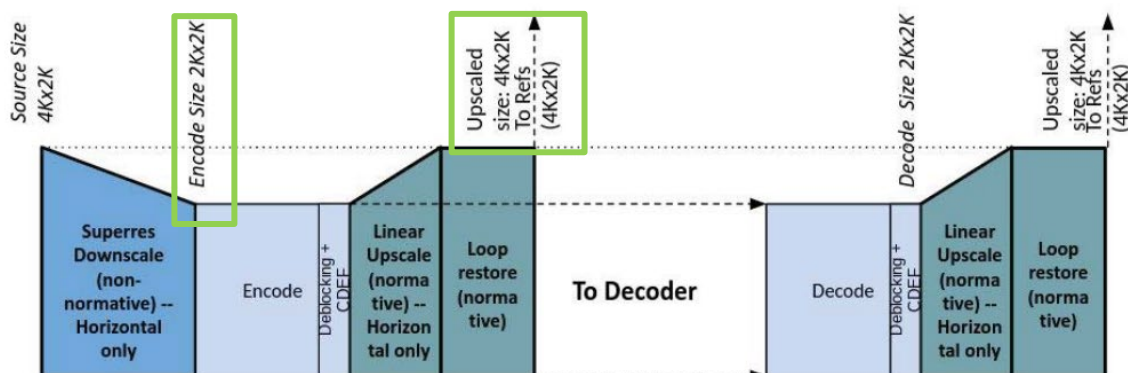 Source Size
4Kx2K
Encode Size 2Kx2K
Upscaled
size: 4Kx2K
To Refs
(4Kx2K)
Decode Size 2Kx2K
Upscaled
size: 4Kx2K
To Refs
(4Kx2K)
Superres
Downscale
(non-
normative) --
Horizontal
only
Encode
Deblocking +
CDEF
Linear
Upscale
(norma
tive) --
Horizon
tal only
Loop
restore
(norma
tive)
To Decoder
Decode
Deblocking +
CDEF
Linear
Upscale
(norma
tive) --
Horizon
tal only
Loop
restore
(norma
tive)